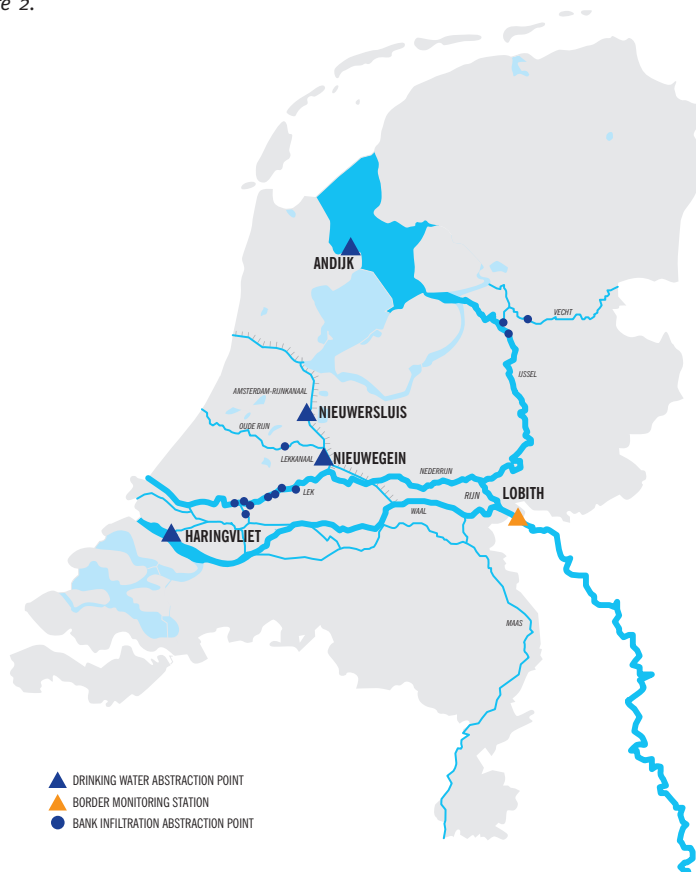 2.
ANDIJK
VECHT
IJSSEL
AMSTERDAM-RIJNKANAAL
NIEUWERSLUIS
OUDE RIJN
LEKKANAAL
NIEUWEGEIN
NEDERRIJN
LEK
RIJN
LOBITH
WAAL
HARINGVLIET
MAAS
DRINKING WATER ABSTRACTION POINT
BORDER MONITORING STATION
BANK INFILTRATION ABSTRACTION POINT